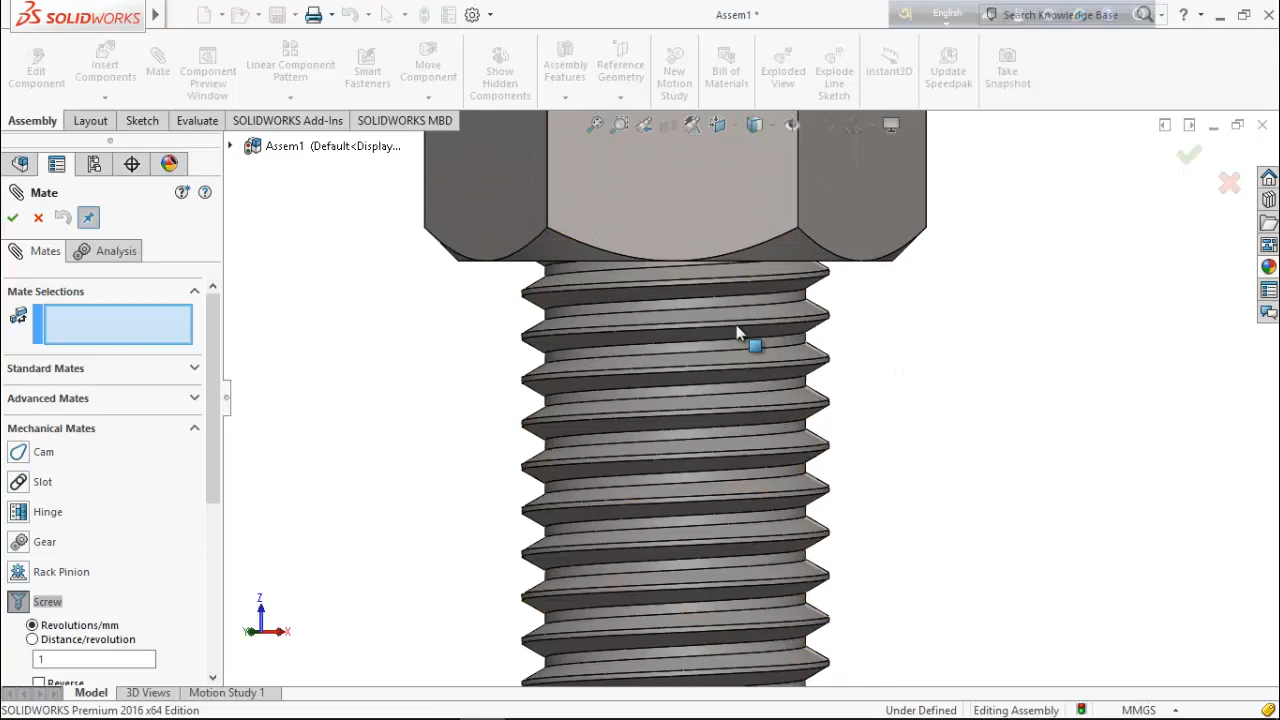 SOLIDWORKS
Assem1 *
English
Search Knowledge Base
?
Edit
Component
Insert
Components
Mate
Component
Preview
Window
Linear Component
Pattern
Smart
Fasteners
Move
Component
Show
Hidden
Components
Assembly
Features
Reference
Geometry
New
Motion
Study
Bill of
Materials
Exploded
View
Explode
Line
Sketch
Instant3D
Update
Speedpak
Take
Snapshot
Assembly
Layout
Sketch
Evaluate
SOLIDWORKS Add-Ins
SOLIDWORKS MBD
Assem1 (Default<Display...
Mate
Mates
Analysis
Mate Selections
Standard Mates
Advanced Mates
Mechanical Mates
Cam
Slot
Hinge
Gear
Rack Pinion
Screw
Revolutions/mm
Distance/revolution
1
Reverse
Z
Y
X
Model
3D Views
Motion Study 1
SOLIDWORKS Premium 2016 x64 Edition
Under Defined
Editing Assembly
MMGS